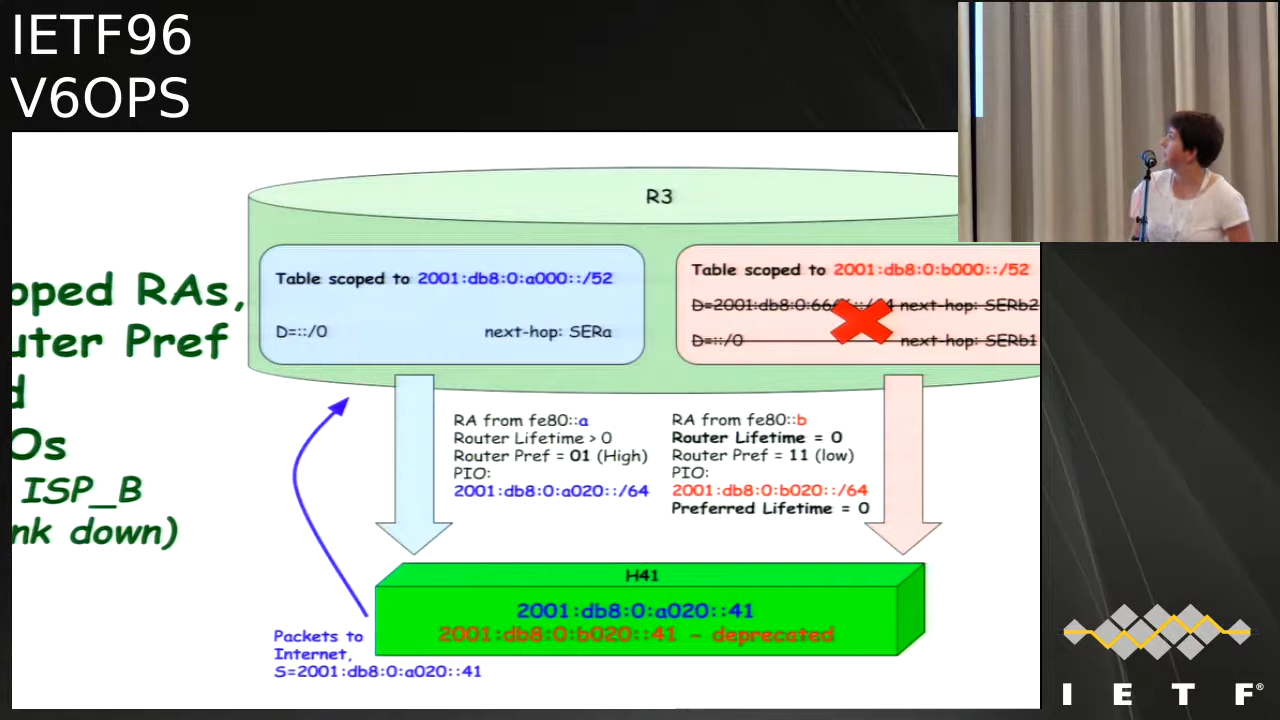 IETF96
V6OPS
R3
Table scoped to 2001:db8:0:a000::/52
D=::/0 next-hop: SERa
Table scoped to 2001:db8:0:b000::/52
next-hop: SERb2
D=::/0 next-hop: SERb1
oped RAs,
uter Pref
d
Os
ISP_B
nk down)
RA from fe80::a
Router Lifetime > 0
Router Pref = 01 (High)
PIO:
2001:db8:0:a020::/64
RA from fe80::b
Router Lifetime = 0
Router Pref = 11 (low)
PIO:
2001:db8:0:b020::/64
Preferred Lifetime = 0
H41
2001:db8:0:a020::41
2001:db8:0:b020::41 - deprecated
Packets to
Internet,
S=2001:db8:0:a020::41
I E T F®